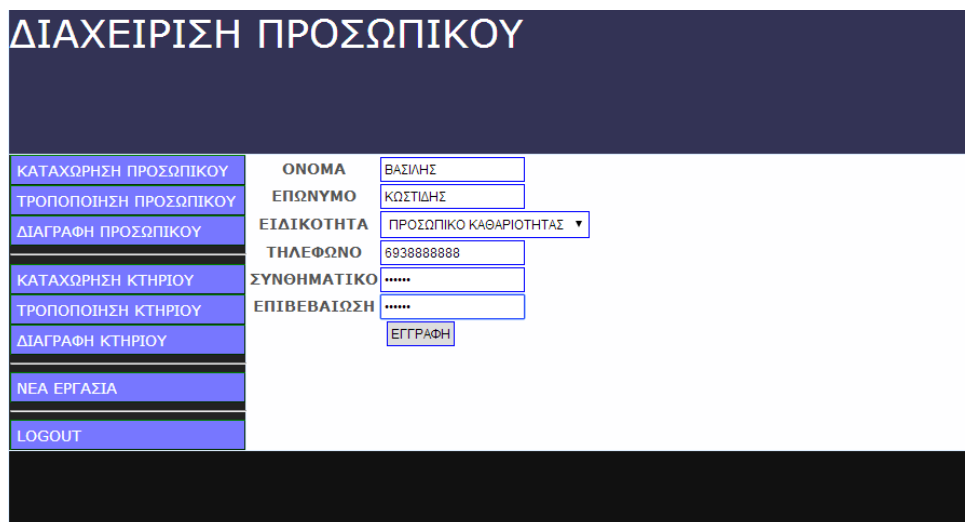 ΔΙΑΧΕΙΡΙΣΗ ΠΡΟΣΩΠΙΚΟΥ
ΚΑΤΑΧΩΡΗΣΗ ΠΡΟΣΩΠΙΚΟΥ
ΤΡΟΠΟΠΟΙΗΣΗ ΠΡΟΣΩΠΙΚΟΥ
ΔΙΑΓΡΑΦΗ ΠΡΟΣΩΠΙΚΟΥ
ΚΑΤΑΧΩΡΗΣΗ ΚΤΗΡΙΟΥ
ΤΡΟΠΟΠΟΙΗΣΗ ΚΤΗΡΙΟΥ
ΔΙΑΓΡΑΦΗ ΚΤΗΡΙΟΥ
ΝΕΑ ΕΡΓΑΣΙΑ
LOGOUT
ΟΝΟΜΑ ΒΑΣΙΛΗΣ
ΕΠΩΝΥΜΟ ΚΩΣΤΙΔΗΣ
ΕΙΔΙΚΟΤΗΤΑ ΠΡΟΣΩΠΙΚΟ ΚΑΘΑΡΙΟΤΗΤΑΣ
ΤΗΛΕΦΩΝΟ 6938888888
ΣΥΝΘΗΜΑΤΙΚΟ ••••••
ΕΠΙΒΕΒΑΙΩΣΗ ••••••
ΕΓΓΡΑΦΗ